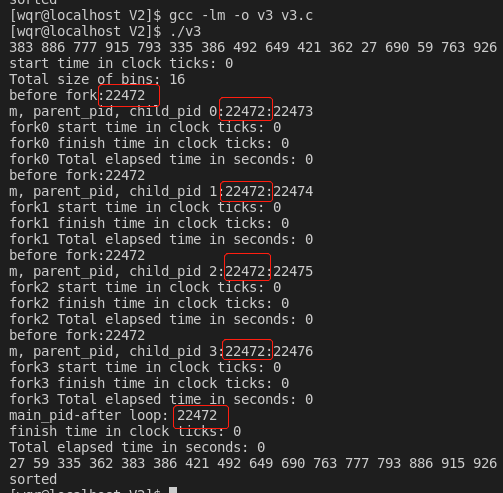 sorted
[wqr@localhost V2]$ gcc -lm -o v3 v3.c
[wqr@localhost V2]$ ./v3
383 886 777 915 793 335 386 492 649 421 362 27 690 59 763 926
start time in clock ticks: 0
Total size of bins: 16
before fork:22472
m, parent_pid, child_pid 0:22472:22473
fork0 start time in clock ticks: 0
fork0 finish time in clock ticks: 0
fork0 Total elapsed time in seconds: 0
before fork:22472
m, parent_pid, child_pid 1:22472:22474
fork1 start time in clock ticks: 0
fork1 finish time in clock ticks: 0
fork1 Total elapsed time in seconds: 0
before fork:22472
m, parent_pid, child_pid 2:22472:22475
fork2 start time in clock ticks: 0
fork2 finish time in clock ticks: 0
fork2 Total elapsed time in seconds: 0
before fork:22472
m, parent_pid, child_pid 3:22472:22476
fork3 start time in clock ticks: 0
fork3 finish time in clock ticks: 0
fork3 Total elapsed time in seconds: 0
main_pid-after loop: 22472
finish time in clock ticks: 0
Total elapsed time in seconds: 0
27 59 335 362 383 386 421 492 649 690 763 777 793 886 915 926
sorted
[wqr@localhost V2]$